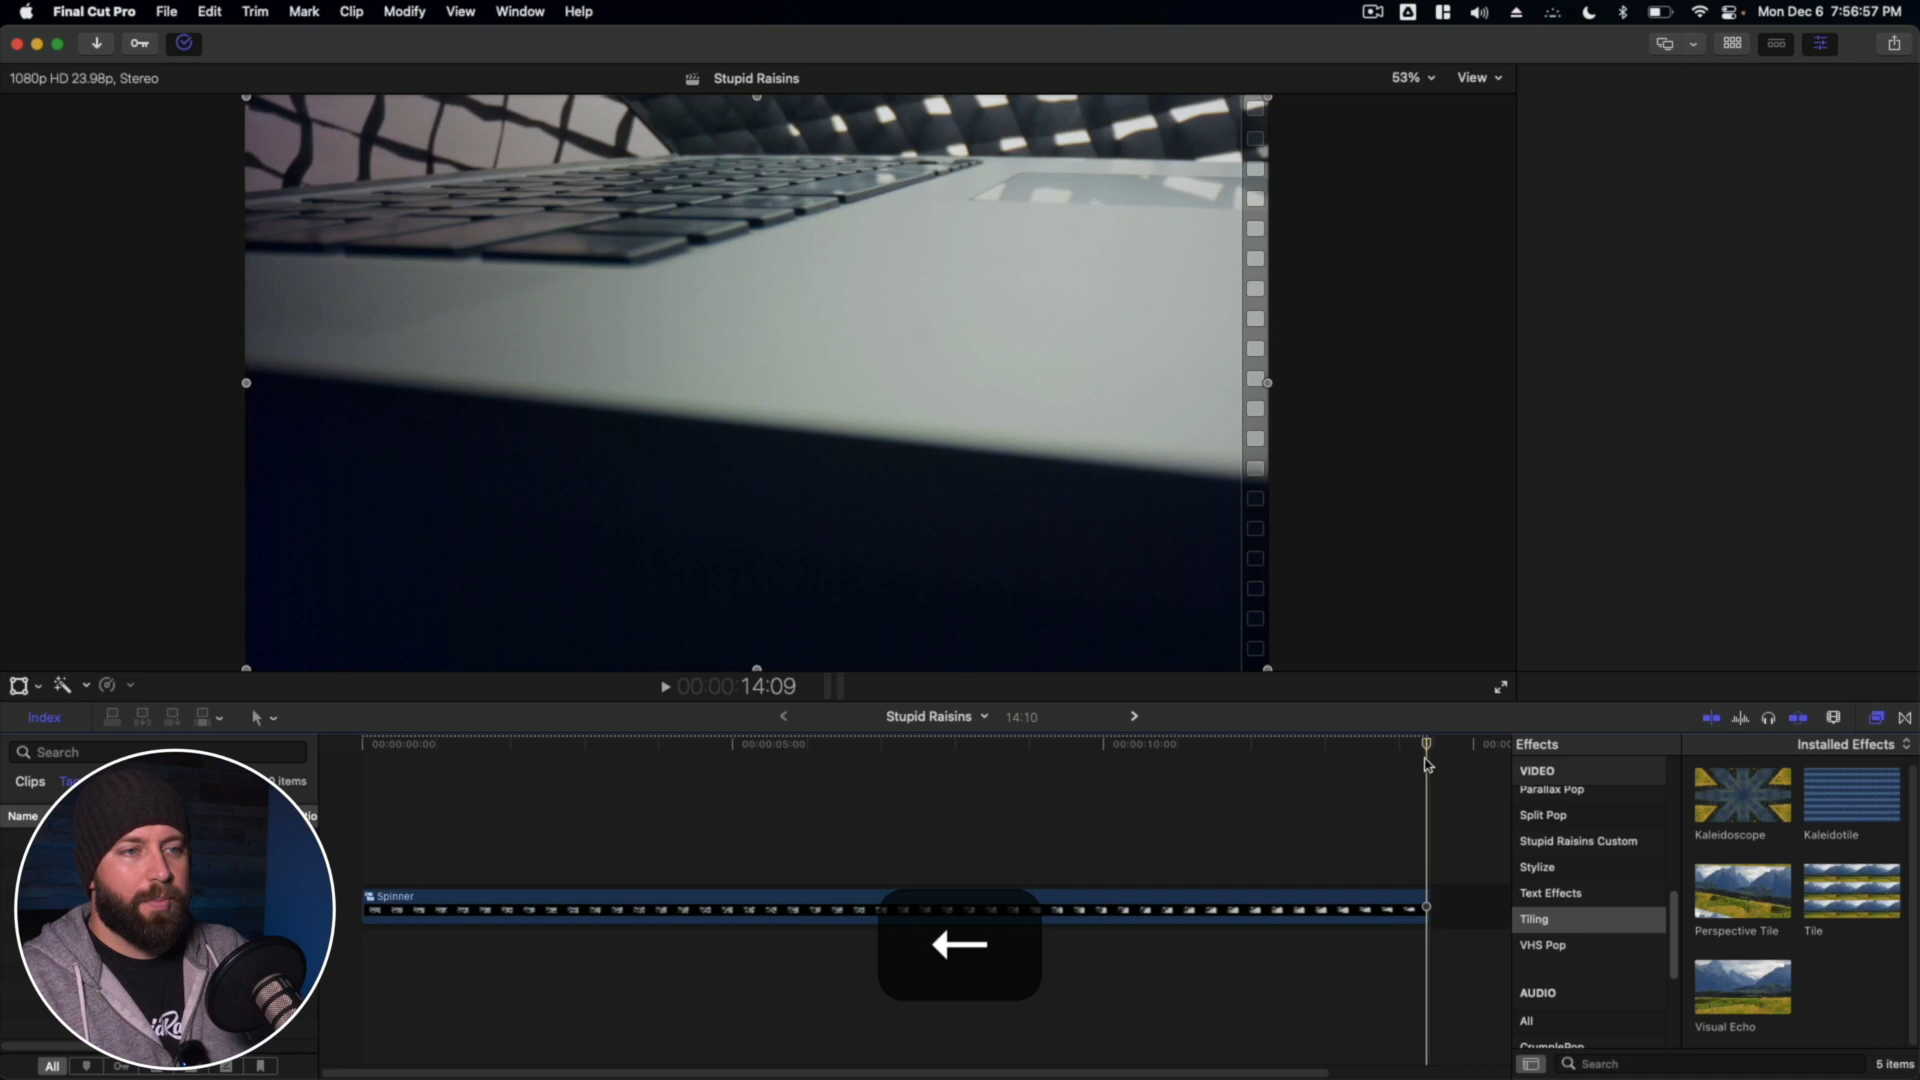 Final Cut Pro File Edit Trim Mark Clip Modify View Window Help
Mon Dec 6 7:56:57 PM
1080p HD 23.98p, Stereo
Stupid Raisins
53%
View
00:00:14:09
Index
Stupid Raisins
14:10
Search
Clips
items
Name
All
00:00:00:00
00:00:05:00
00:00:10:00
Spinner
Effects
Installed Effects
VIDEO
Parallax Pop
Split Pop
Stupid Raisins Custom
Stylize
Text Effects
Tiling
VHS Pop
AUDIO
All
CrumplePop
Kaleidoscope
Kaleidotile
Perspective Tile
Tile
Visual Echo
Search
5 items